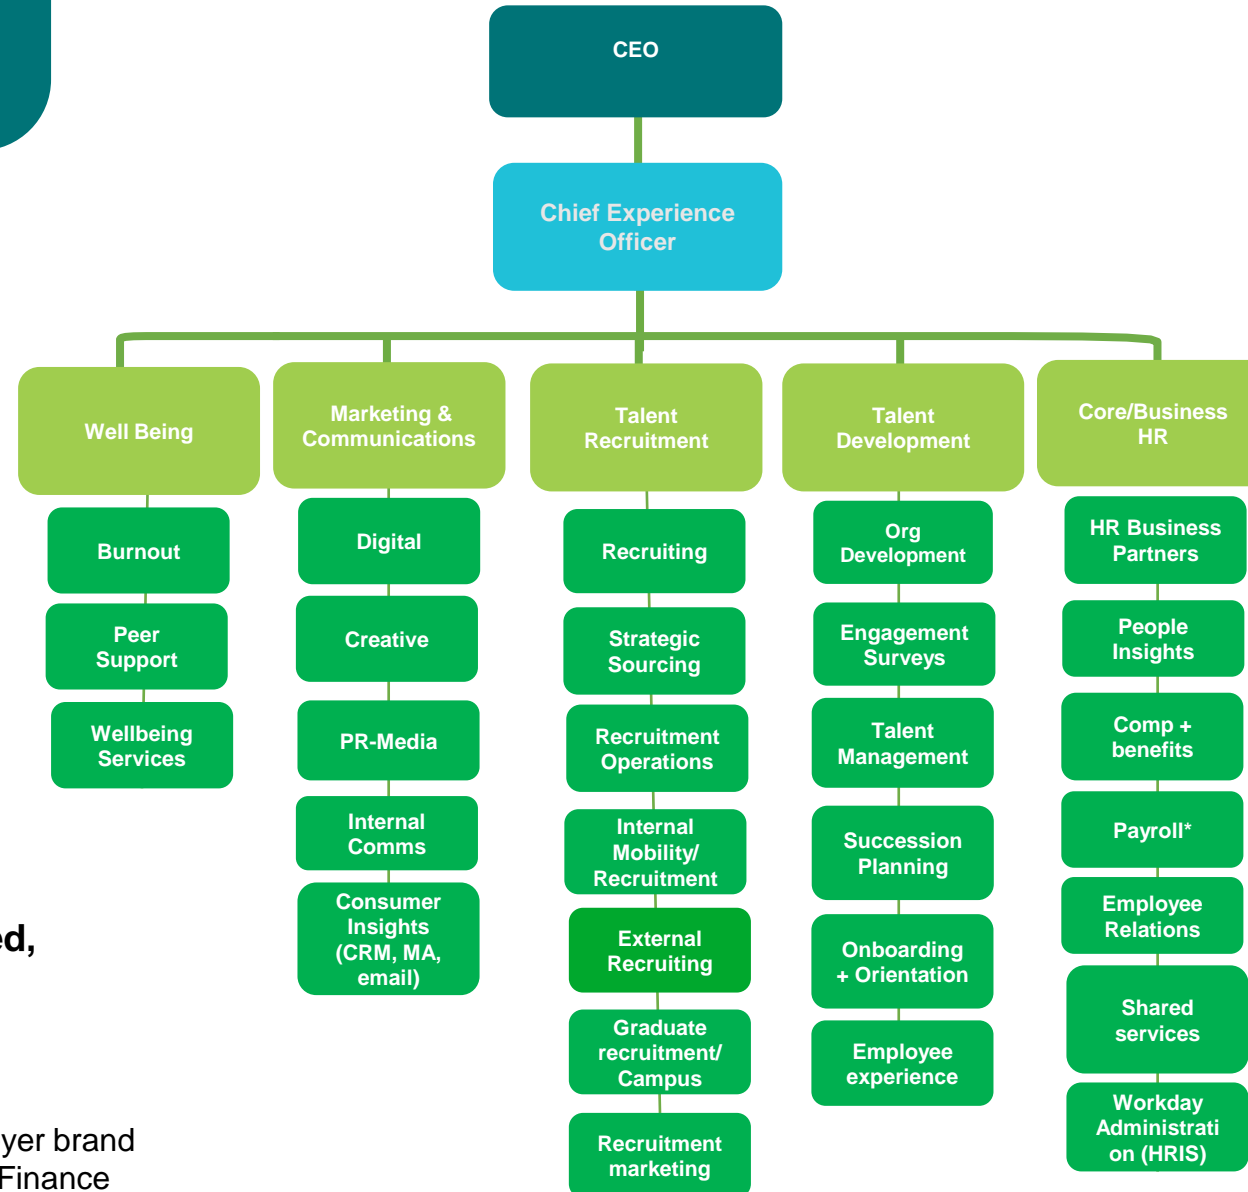 CEO
Chief Experience
Officer
Well Being
Burnout
Peer
Support
Wellbeing
Services
Marketing &
Communications
Digital
Creative
PR-Media
Internal
Comms
Consumer
Insights
(CRM, MA,
email)
Talent
Recruitment
Recruiting
Strategic
Sourcing
Recruitment
Operations
Internal
Mobility/
Recruitment
External
Recruiting
Graduate
recruitment/
Campus
Recruitment
marketing
Talent
Development
Org
Development
Engagement
Surveys
Talent
Management
Succession
Planning
Onboarding
+ Orientation
Employee
experience
Core/Business
HR
HR Business
Partners
People
Insights
Comp +
benefits
Payroll*
Employee
Relations
Shared
services
Workday
Administrati
on (HRIS)
ed,
yer brand
Finance